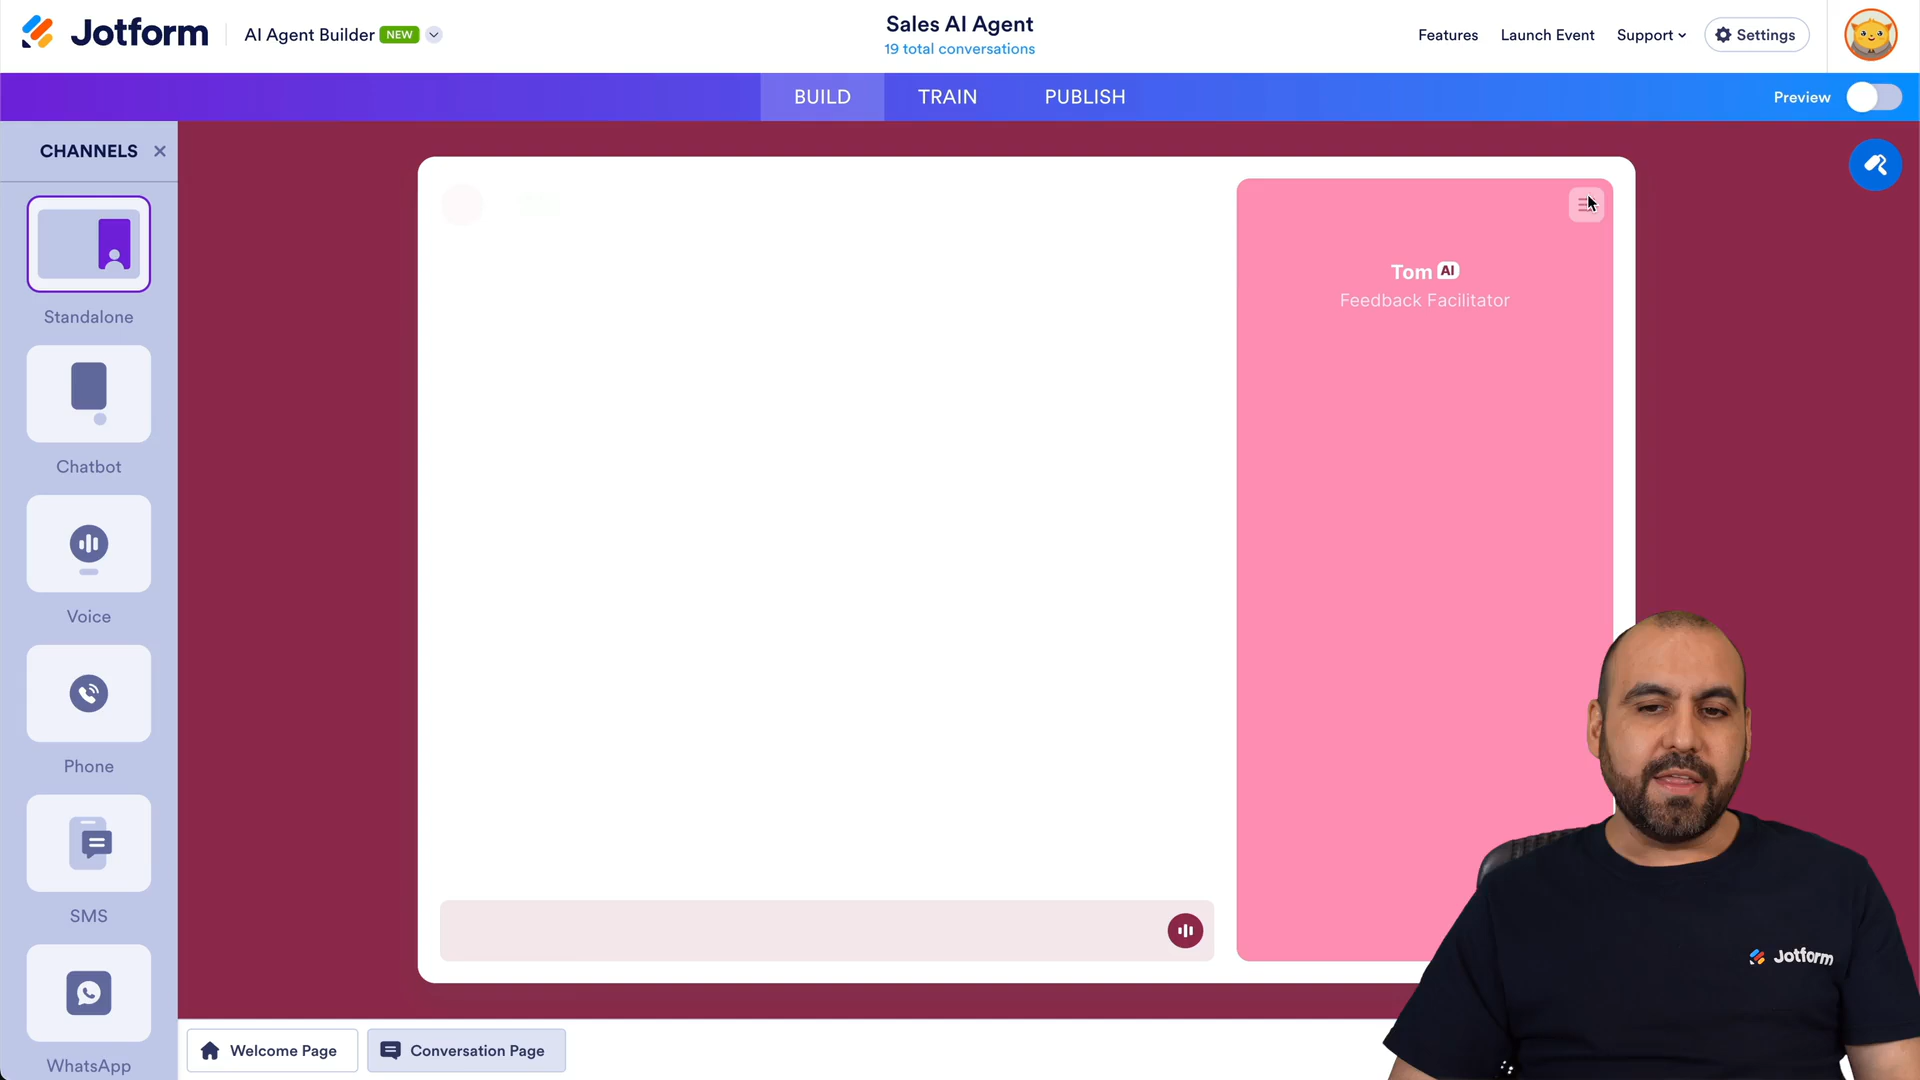 Jotform
AI Agent Builder NEW
Sales AI Agent
19 total conversations
Features
Launch Event
Support
Settings
BUILD
TRAIN
PUBLISH
Preview
CHANNELS
Standalone
Chatbot
Voice
Phone
SMS
WhatsApp
Tom AI
Feedback Facilitator
Jotform
Welcome Page
Conversation Page